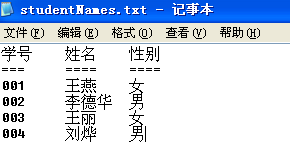 studentNames.txt - 记事本
文件(F) 编辑(E) 格式(O) 查看(V) 帮助(H)
学号 姓名 性别
=== ==== ====
001 王燕 女
002 李德华 男
003 王丽 女
004 刘烨 男